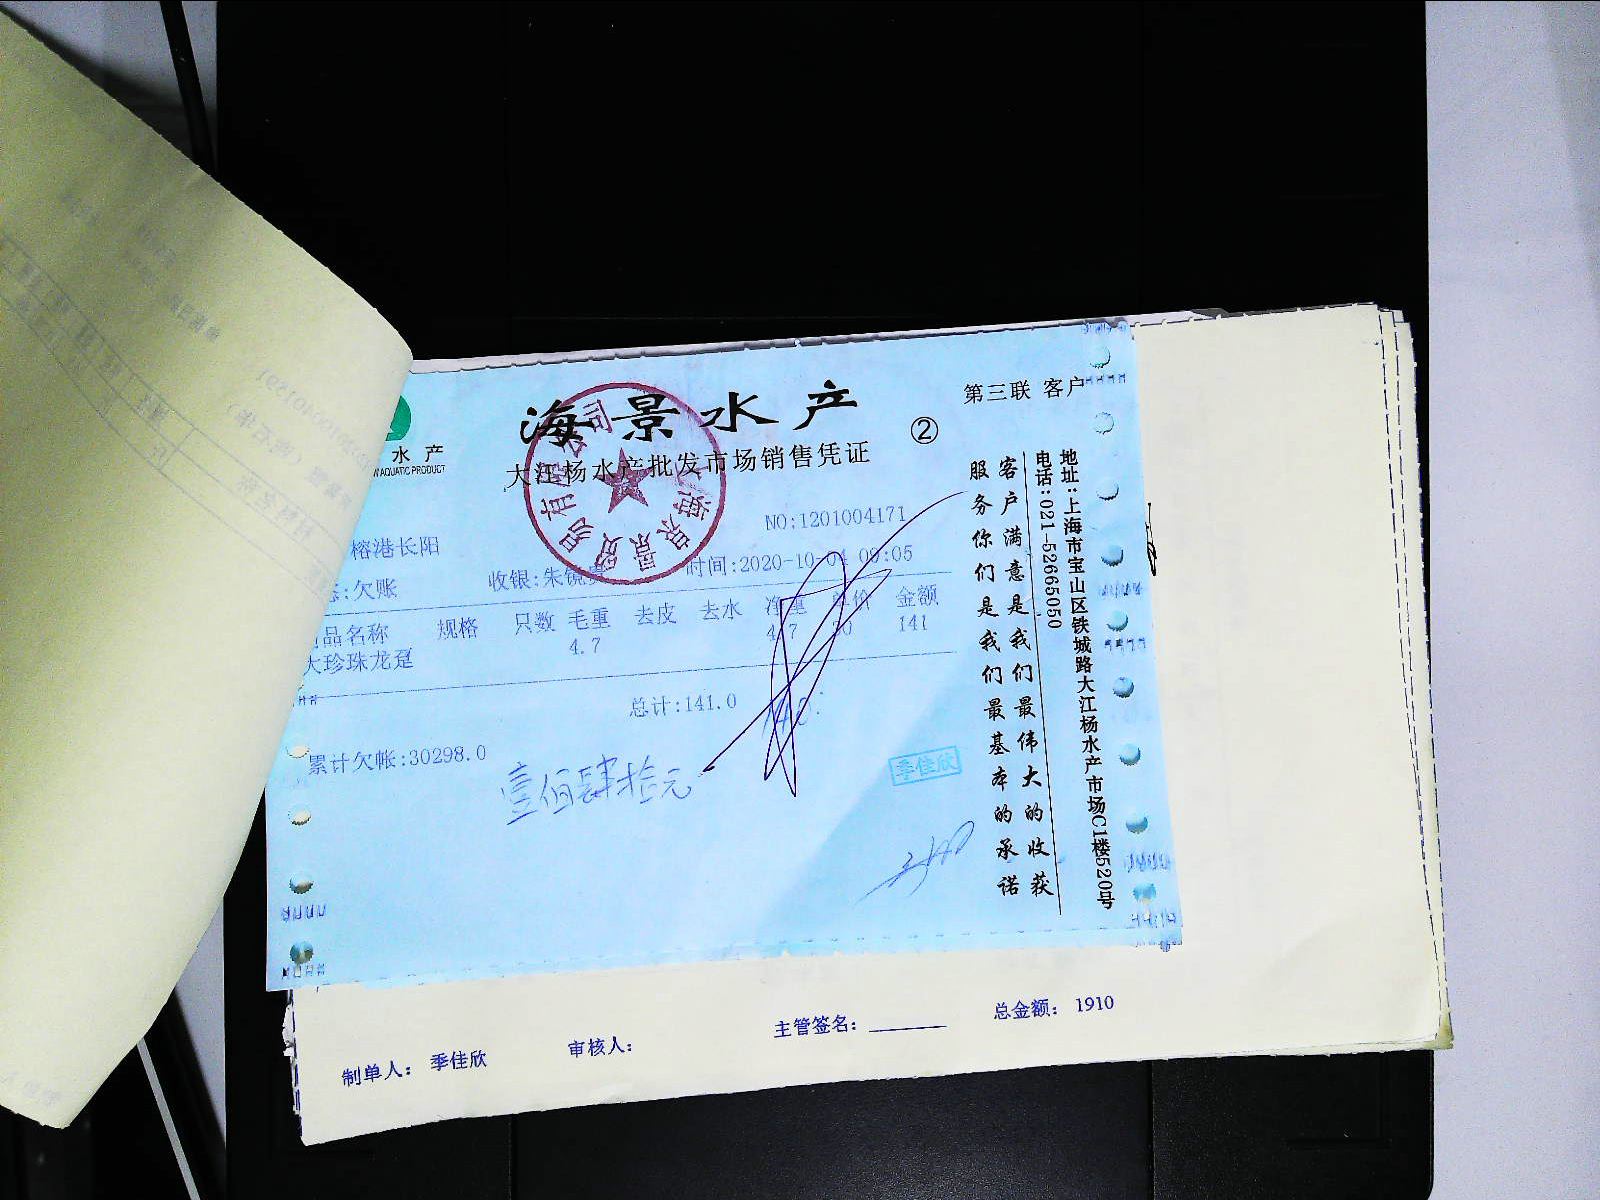 海景水产
第三联 客户
②
水产
AQUATIC PRODUCT
大江杨水产批发市场销售凭证
NO:1201004171
榕港长阳
:欠账
收银:朱镜
时间:2020-10-04 09:05
品名称 规格 只数 毛重 去皮 去水 净重 单价 金额
大珍珠龙趸 4.7 4.7 30 141
总计:141.0
累计欠帐:30298.0
壹佰肆拾元
季佳欣
客户满意是我们最伟大的收获
服务你们是我们最基本的承诺
地址:上海市宝山区铁城路大江杨水产市场C1楼520号
电话:021-52665050
制单人: 季佳欣
审核人:
主管签名:
总金额: 1910